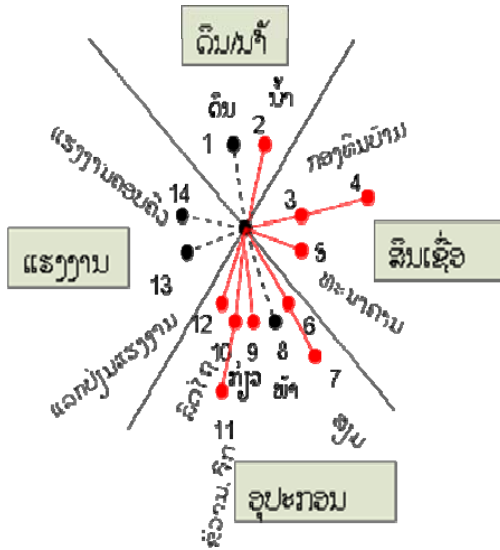 ດິນ/ນ້ຳ
ດິນ
ນ້ຳ
1
2
ກອງທຶນບ້ານ
ແຮງງານຄອບຄົວ
14
3
4
ແຮງງານ
13
5
ສິນເຊື່ອ
ທະນາຄານ
ແລກປ່ຽນແຮງງານ
12
10
9
8
6
7
ກ່ຽວ
11
ອຸປະກອນ